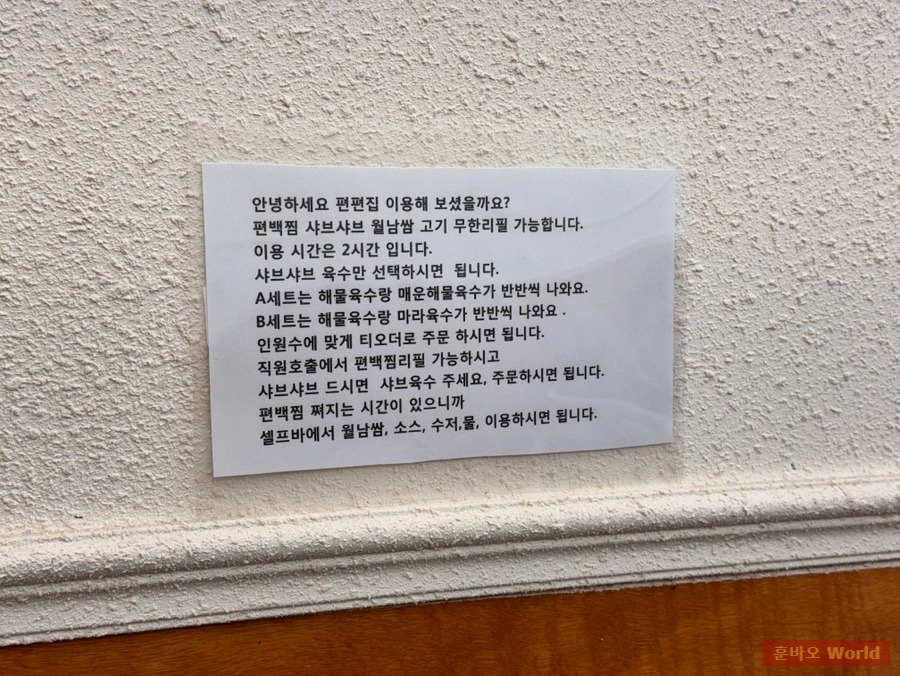 안녕하세요 편편집 이용해 보셨을까요?
편백찜 샤브샤브 월남쌈 고기 무한리필 가능합니다.
이용 시간은 2시간 입니다.
샤브샤브 육수만 선택하시면 됩니다.
A세트는 해물육수랑 매운해물육수가 반반씩 나와요.
B세트는 해물육수랑 마라육수가 반반씩 나와요 .
인원수에 맞게 티오더로 주문 하시면 됩니다.
직원호출에서 편백찜리필 가능하시고
샤브샤브 드시면 샤브육수 주세요, 주문하시면 됩니다.
편백찜 쪄지는 시간이 있으니까
셀프바에서 월남쌈, 소스, 수저,물, 이용하시면 됩니다.
훈바오 World